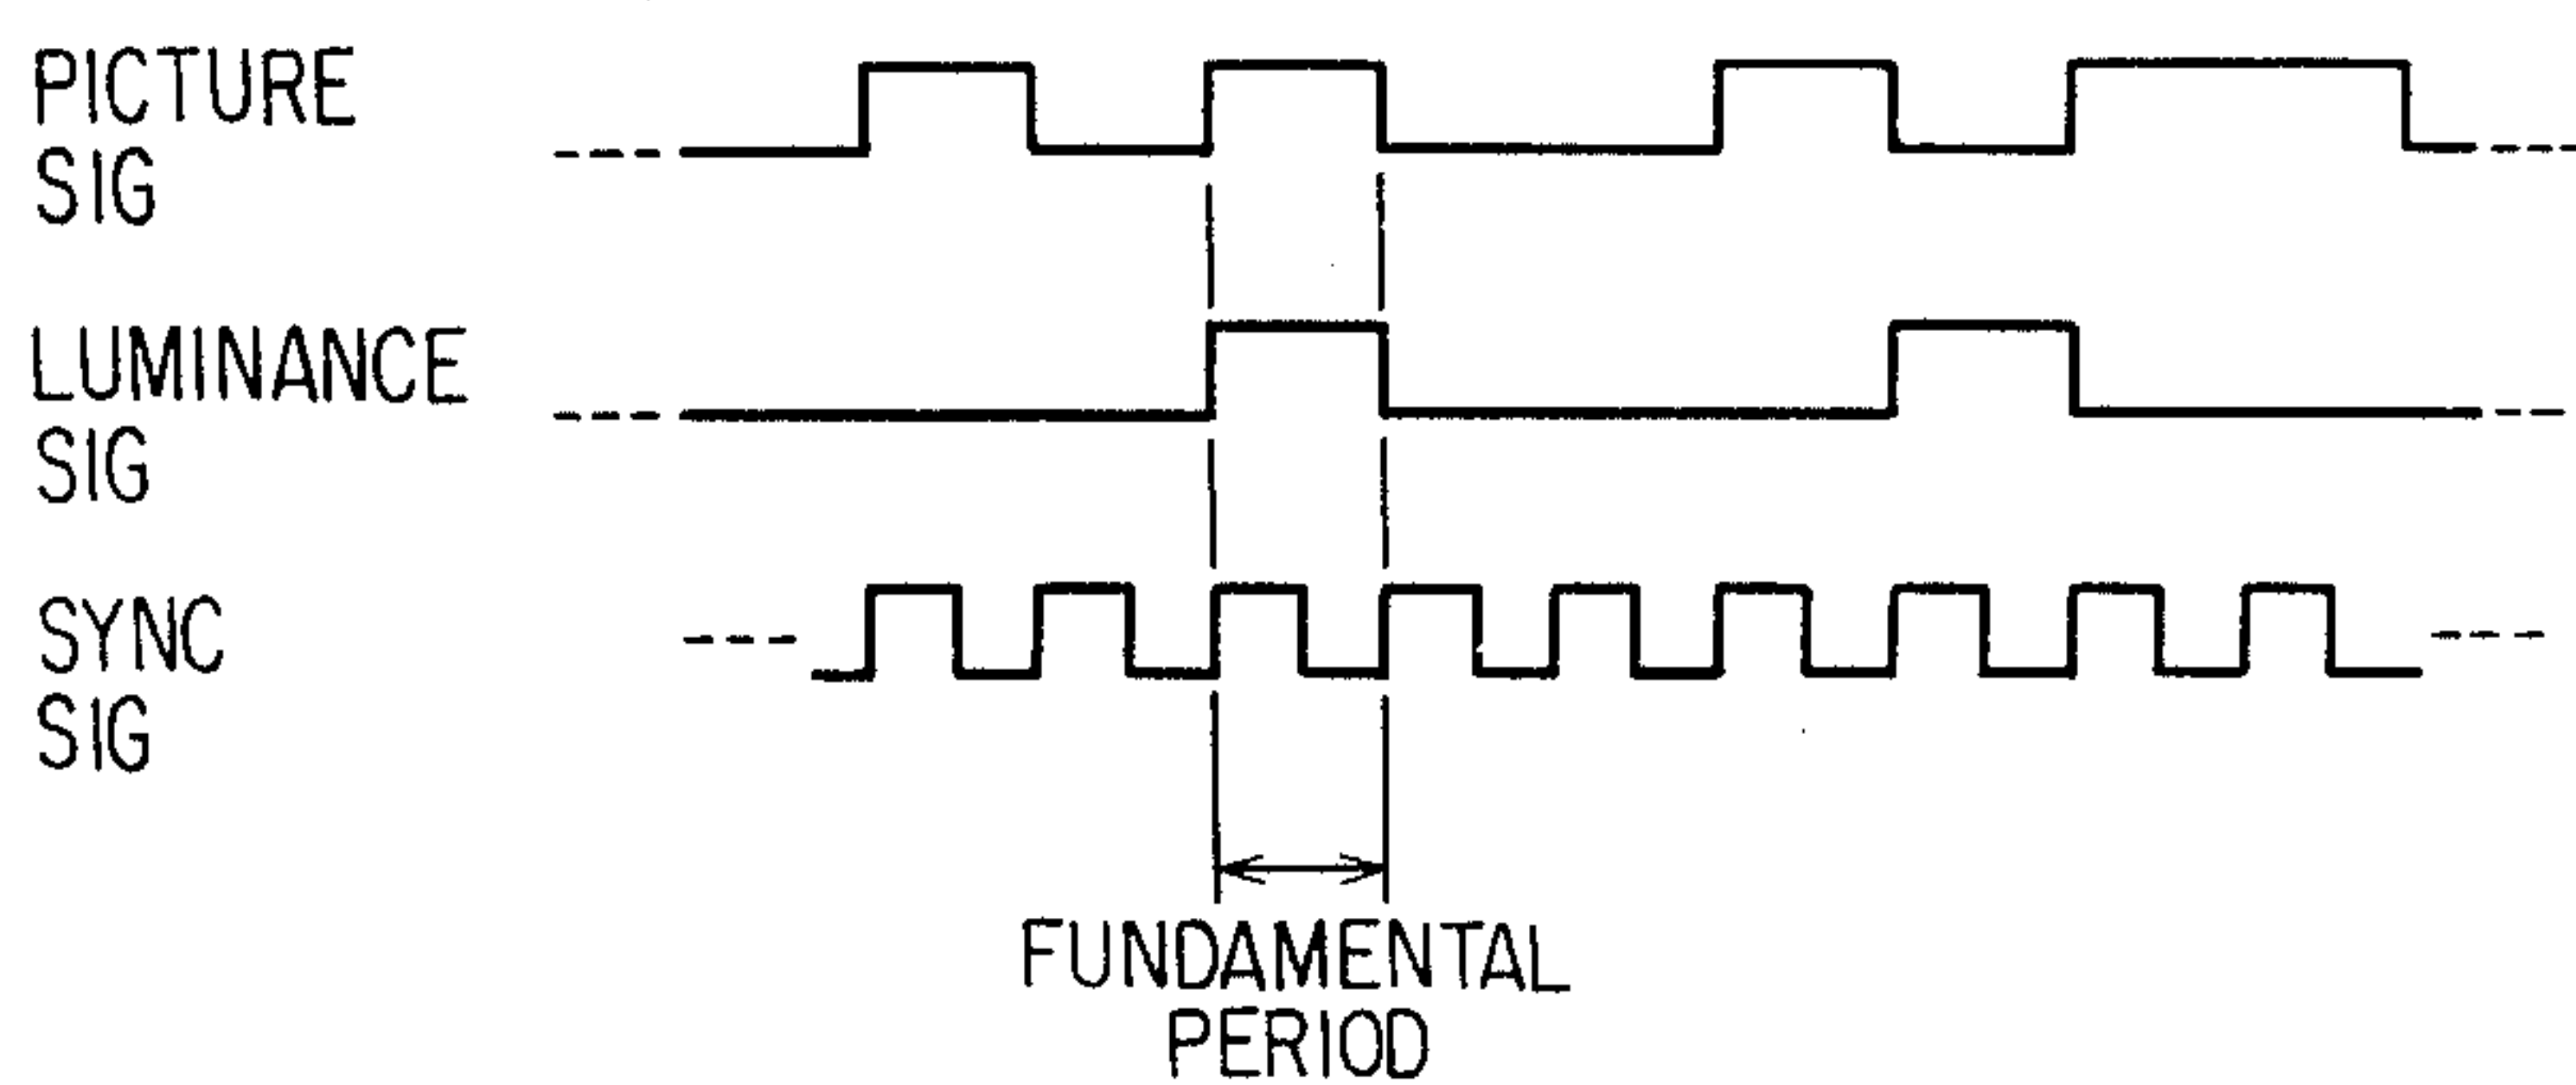 PICTURE
SIG
LUMINANCE
SIG
SYNC
SIG
FUNDAMENTAL
PERIOD